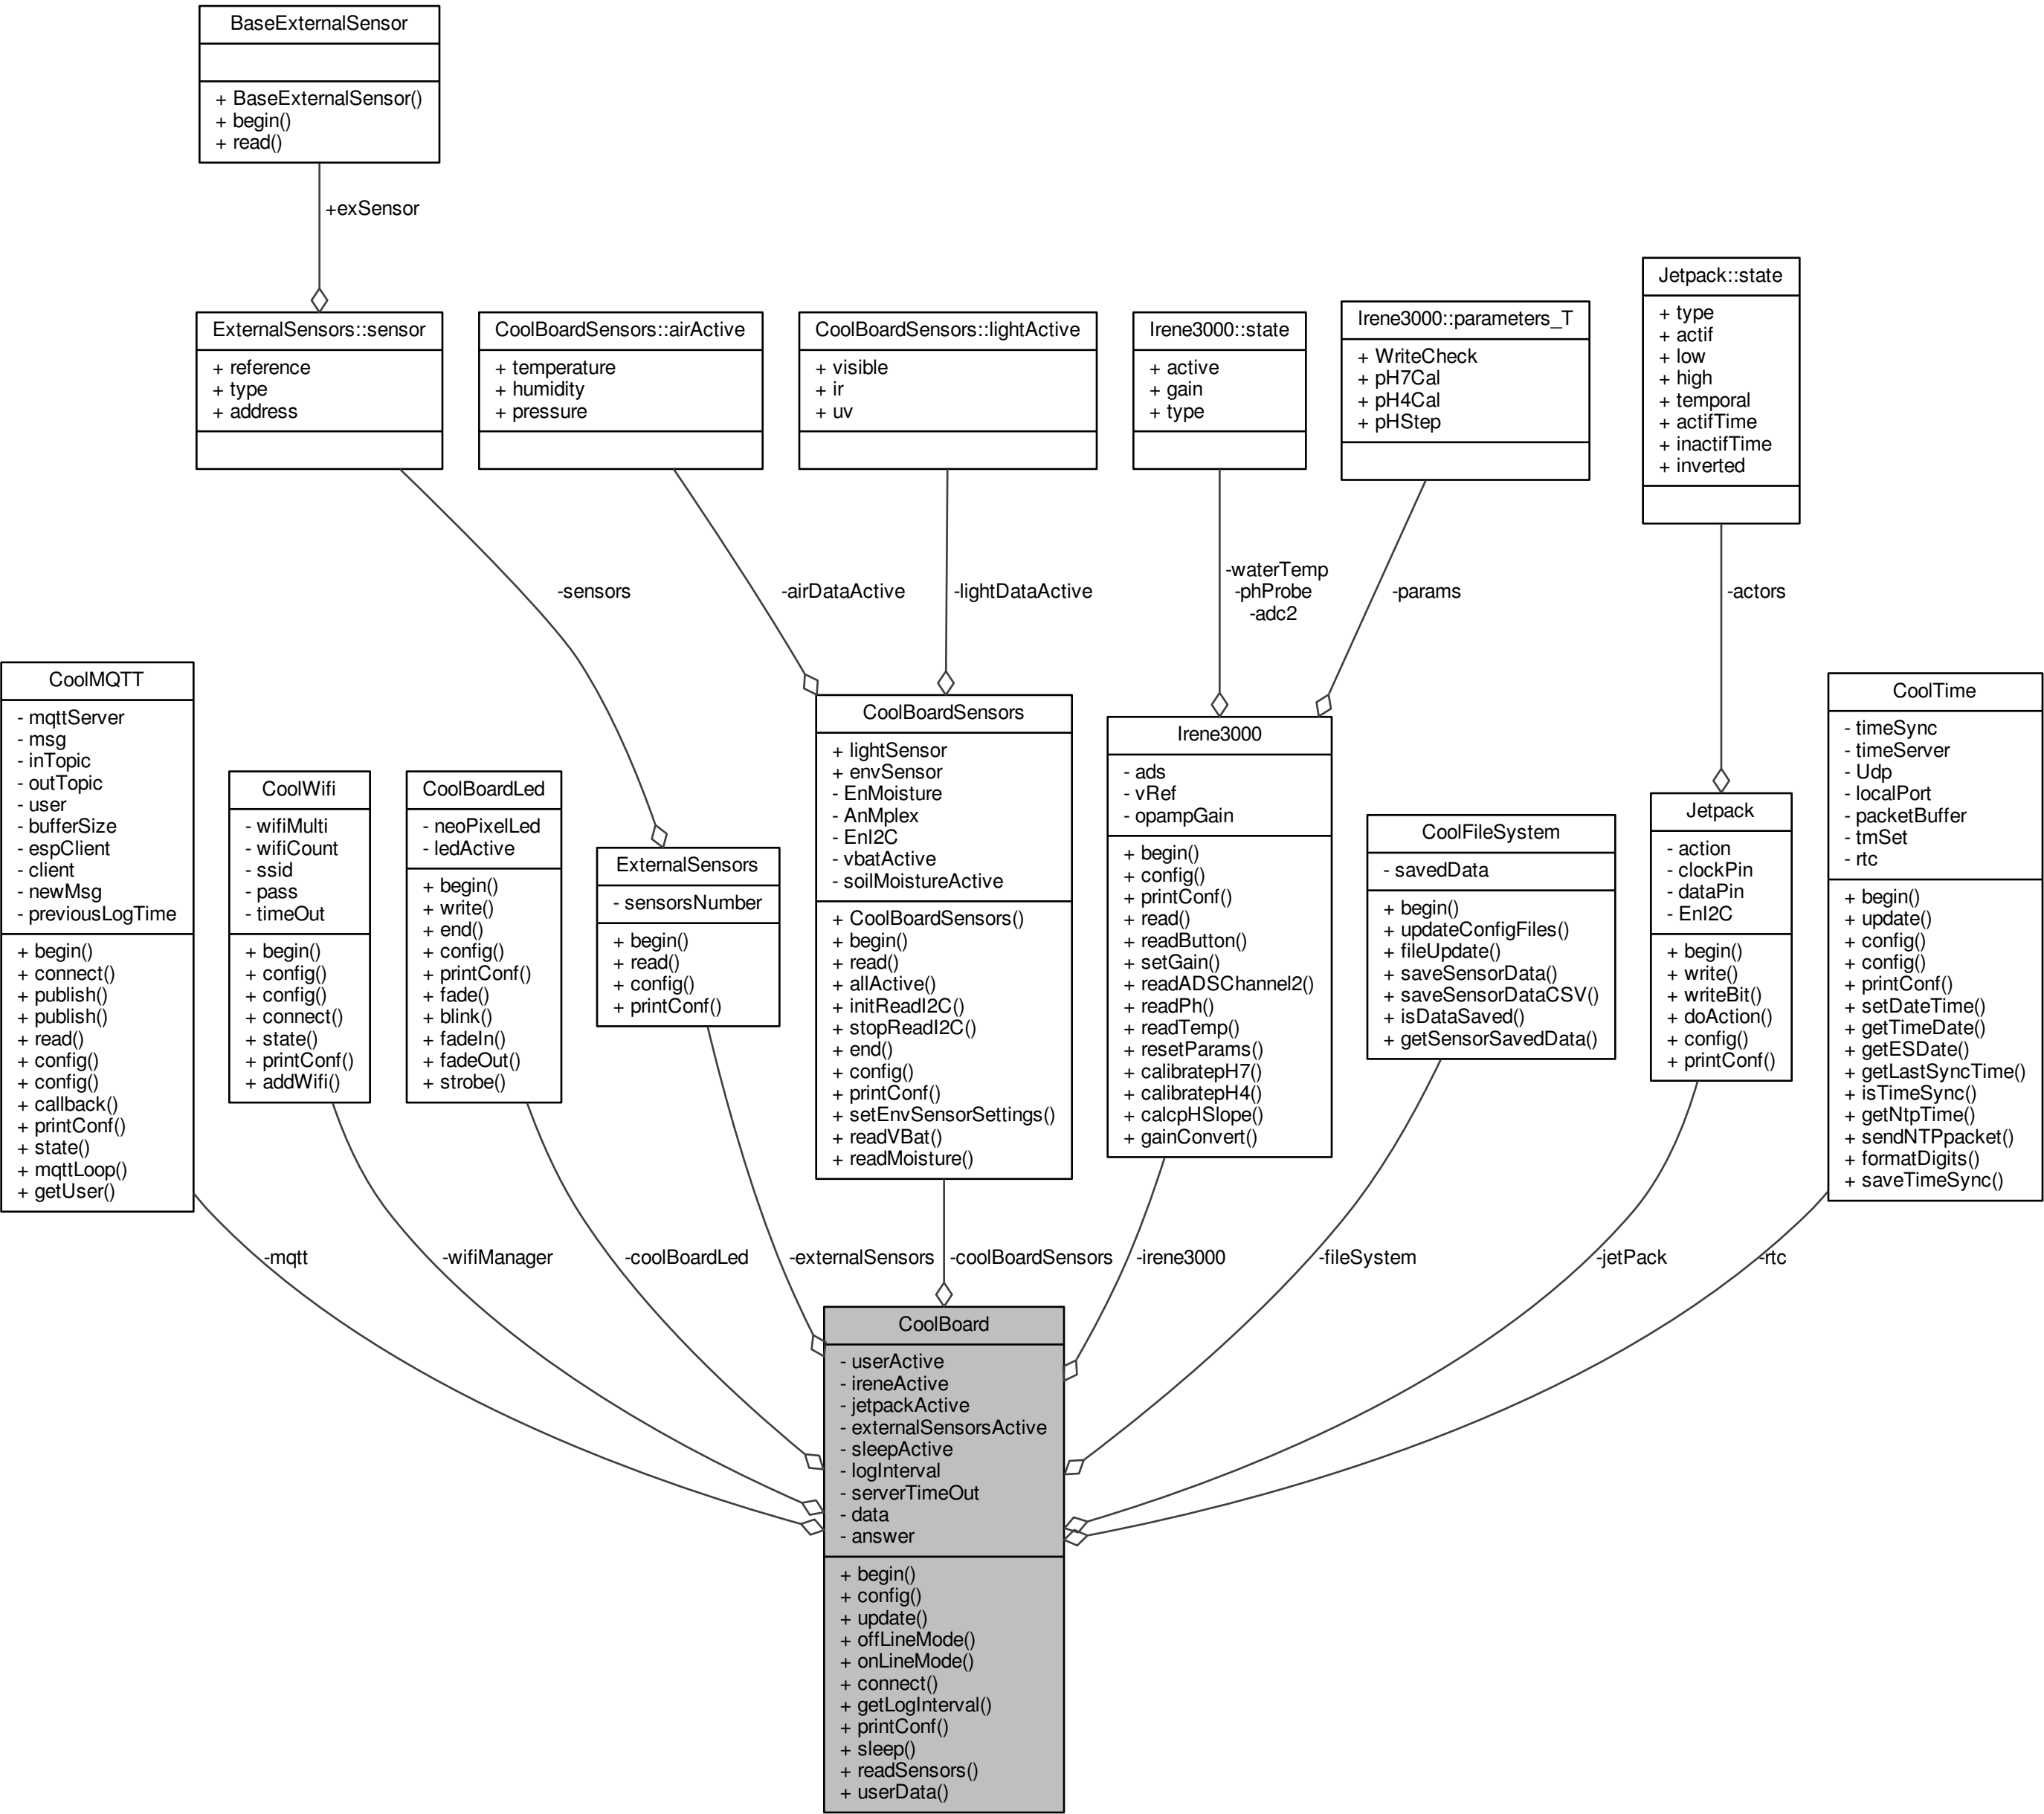 BaseExternalSensor
+ BaseExternalSensor()
+ begin()
+ read()
+exSensor
ExternalSensors::sensor
+ reference
+ type
+ address
CoolBoardSensors::airActive
+ temperature
+ humidity
+ pressure
CoolBoardSensors::lightActive
+ visible
+ ir
+ uv
Irene3000::state
+ active
+ gain
+ type
Irene3000::parameters_T
+ WriteCheck
+ pH7Cal
+ pH4Cal
+ pHStep
Jetpack::state
+ type
+ actif
+ low
+ high
+ temporal
+ actifTime
+ inactifTime
+ inverted
-sensors
-airDataActive
-lightDataActive
-waterTemp
-phProbe
-adc2
-params
-actors
CoolMQTT
- mqttServer
- msg
- inTopic
- outTopic
- user
- bufferSize
- espClient
- client
- newMsg
- previousLogTime
+ begin()
+ connect()
+ publish()
+ publish()
+ read()
+ config()
+ config()
+ callback()
+ printConf()
+ state()
+ mqttLoop()
+ getUser()
CoolWifi
- wifiMulti
- wifiCount
- ssid
- pass
- timeOut
+ begin()
+ config()
+ config()
+ connect()
+ state()
+ printConf()
+ addWifi()
CoolBoardLed
- neoPixelLed
- ledActive
+ begin()
+ write()
+ end()
+ config()
+ printConf()
+ fade()
+ blink()
+ fadeIn()
+ fadeOut()
+ strobe()
ExternalSensors
- sensorsNumber
+ begin()
+ read()
+ config()
+ printConf()
CoolBoardSensors
+ lightSensor
+ envSensor
- EnMoisture
- AnMplex
- EnI2C
- vbatActive
- soilMoistureActive
+ CoolBoardSensors()
+ begin()
+ read()
+ allActive()
+ initReadI2C()
+ stopReadI2C()
+ end()
+ config()
+ printConf()
+ setEnvSensorSettings()
+ readVBat()
+ readMoisture()
Irene3000
- ads
- vRef
- opampGain
+ begin()
+ config()
+ printConf()
+ read()
+ readButton()
+ setGain()
+ readADSChannel2()
+ readPh()
+ readTemp()
+ resetParams()
+ calibratepH7()
+ calibratepH4()
+ calcpHSlope()
+ gainConvert()
CoolFileSystem
- savedData
+ begin()
+ updateConfigFiles()
+ fileUpdate()
+ saveSensorData()
+ saveSensorDataCSV()
+ isDataSaved()
+ getSensorSavedData()
Jetpack
- action
- clockPin
- dataPin
- EnI2C
+ begin()
+ write()
+ writeBit()
+ doAction()
+ config()
+ printConf()
CoolTime
- timeSync
- timeServer
- Udp
- localPort
- packetBuffer
- tmSet
- rtc
+ begin()
+ update()
+ config()
+ config()
+ printConf()
+ setDateTime()
+ getTimeDate()
+ getESDate()
+ getLastSyncTime()
+ isTimeSync()
+ getNtpTime()
+ sendNTPpacket()
+ formatDigits()
+ saveTimeSync()
-mqtt
-wifiManager
-coolBoardLed
-externalSensors
-coolBoardSensors
-irene3000
-fileSystem
-jetPack
-rtc
CoolBoard
- userActive
- ireneActive
- jetpackActive
- externalSensorsActive
- sleepActive
- logInterval
- serverTimeOut
- data
- answer
+ begin()
+ config()
+ update()
+ offLineMode()
+ onLineMode()
+ connect()
+ getLogInterval()
+ printConf()
+ sleep()
+ readSensors()
+ userData()